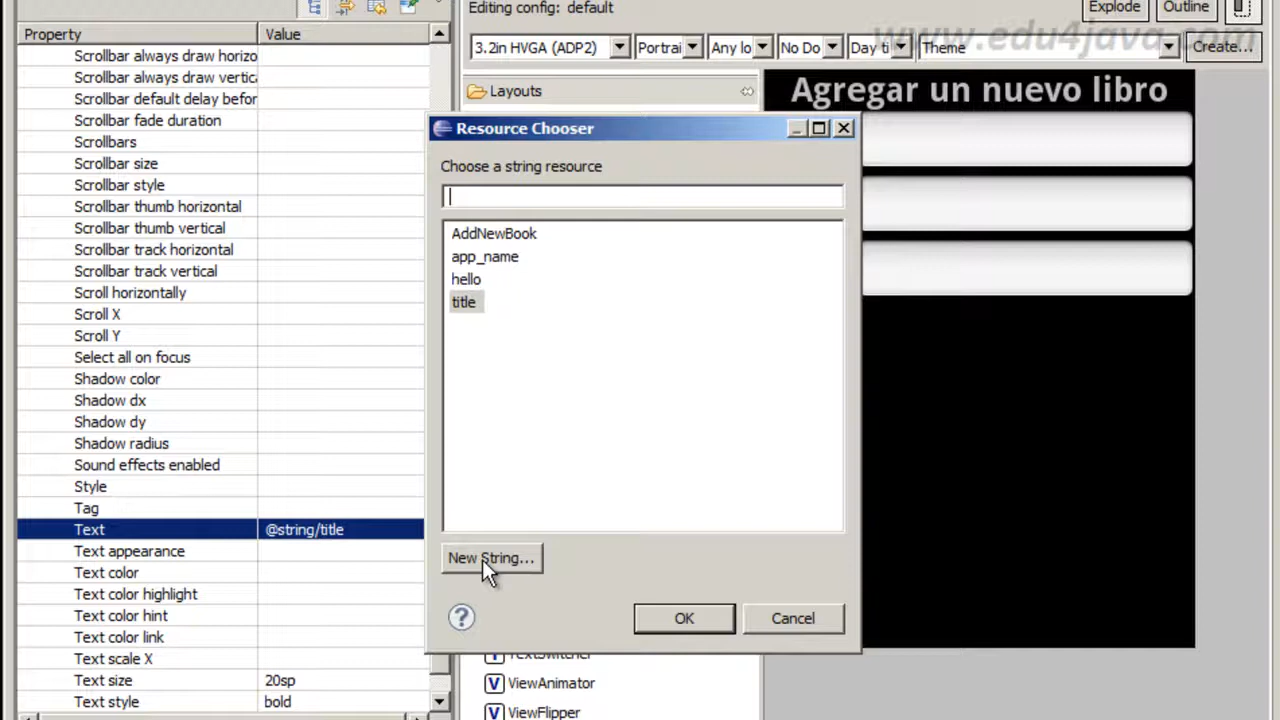 Editing config: default
Explode
Outline
www.edu4java.com
Property
Value
3.2in HVGA (ADP2)
Portrai
Any lo
No Do
Day ti
Theme
Create...
Scrollbar always draw horizo
Scrollbar always draw vertica
Scrollbar default delay befor
Scrollbar fade duration
Scrollbars
Scrollbar size
Scrollbar style
Scrollbar thumb horizontal
Scrollbar thumb vertical
Scrollbar track horizontal
Scrollbar track vertical
Scroll horizontally
Scroll X
Scroll Y
Select all on focus
Shadow color
Shadow dx
Shadow dy
Shadow radius
Sound effects enabled
Style
Tag
Text @string/title
Text appearance
Text color
Text color highlight
Text color hint
Text color link
Text scale X
Text size 20sp
Text style bold
Layouts
Agregar un nuevo libro
Resource Chooser
Choose a string resource
AddNewBook
app_name
hello
title
New String...
?
OK
Cancel
TextSwitcher
V ViewAnimator
V ViewFlipper